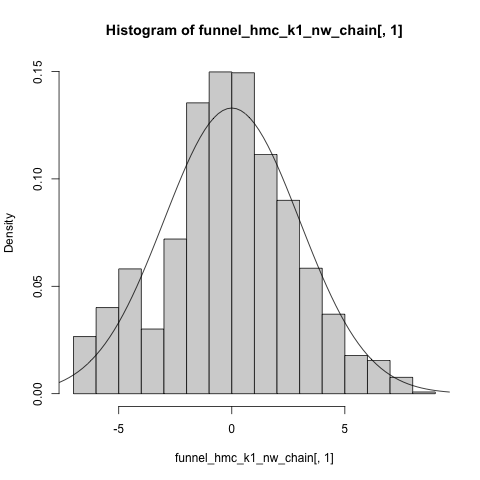 Histogram of funnel_hmc_k1_nw_chain[, 1]
Density
0.15
0.10
0.05
0.00
-5 0 5
funnel_hmc_k1_nw_chain[, 1]